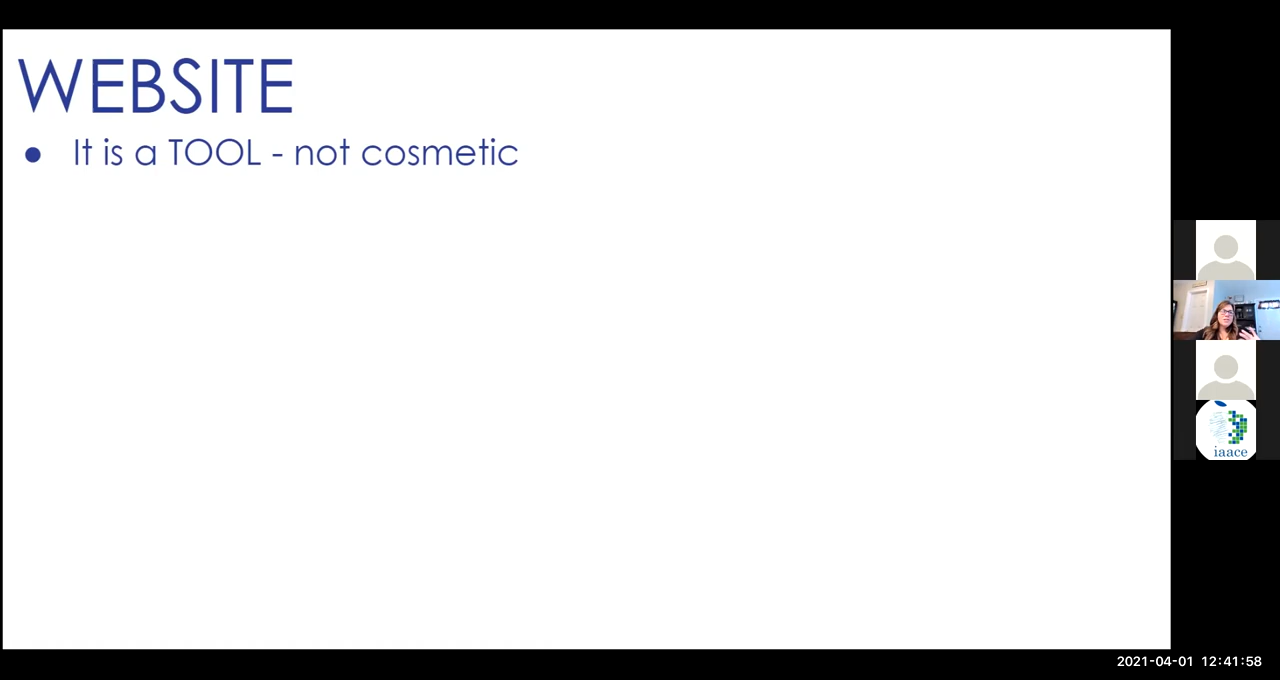 WEBSITE
● It is a TOOL - not cosmetic
iaace
2021-04-01 12:41:58